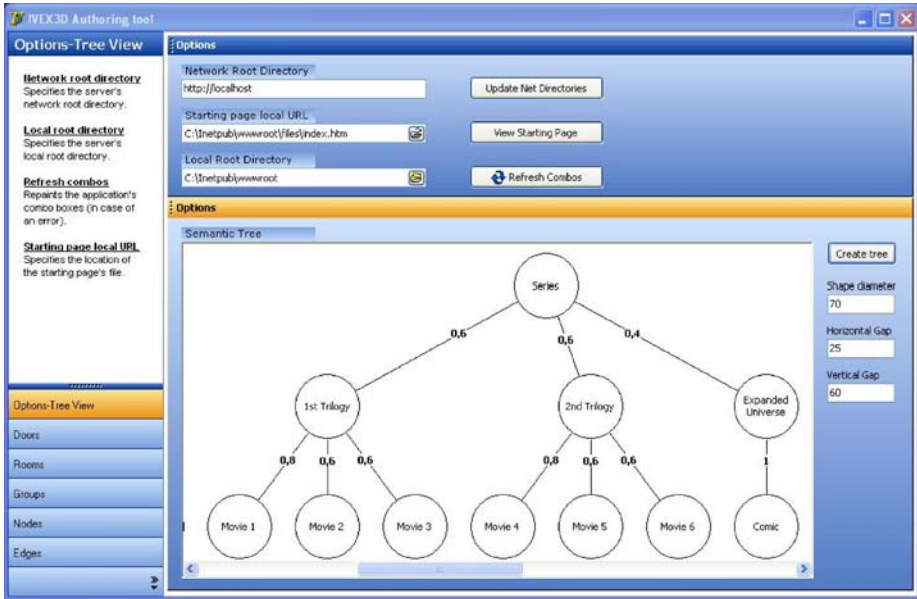 IVEX3D Authoring tool
Options-Tree View
Network root directory
Specifies the server's
network root directory.
Local root directory
Specifies the server's
local root directory.
Refresh combos
Repaints the application's
combo boxes (in case of
an error).
Starting page local URL
Specifies the location of
the starting page's file.
Options-Tree View
Doors
Rooms
Groups
Nodes
Edges
Options
Network Root Directory
http://localhost
Update Net Directories
Starting page local URL
C:\Inetpub\wwwroot\files\index.htm
View Starting Page
Local Root Directory
C:\Inetpub\wwwroot
Refresh Combos
Options
Semantic Tree
Series
0,6
0,6
0,4
1st Trilogy
2nd Trilogy
Expanded
Universe
0,8
0,6
0,6
0,8
0,6
0,6
1
Movie 1
Movie 2
Movie 3
Movie 4
Movie 5
Movie 6
Comic
Create tree
Shape diameter
70
Horizontal Gap
25
Vertical Gap
60